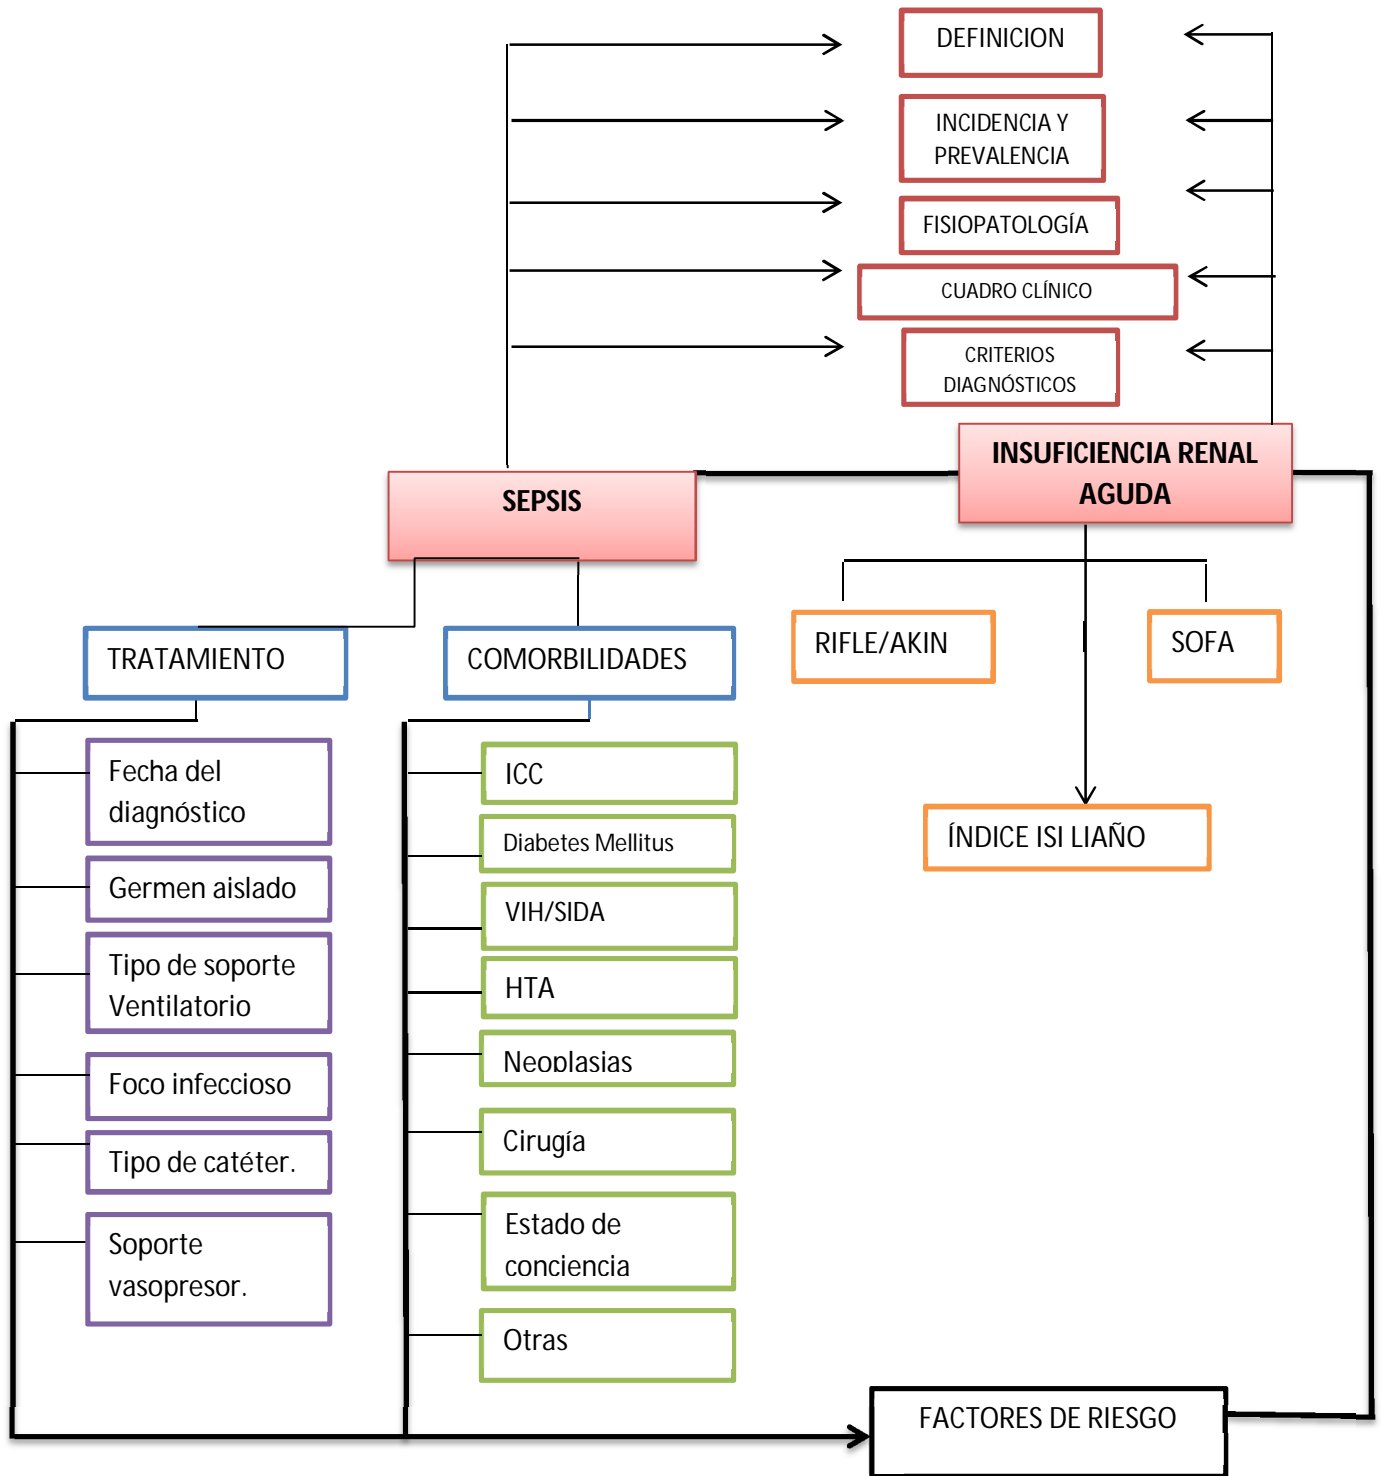 DEFINICION
INCIDENCIA Y
PREVALENCIA
FISIOPATOLOGÍA
CUADRO CLÍNICO
CRITERIOS
DIAGNÓSTICOS
INSUFICIENCIA RENAL
AGUDA
SEPSIS
TRATAMIENTO
COMORBILIDADES
RIFLE/AKIN
SOFA
ÍNDICE ISI LIAÑO
Fecha del
diagnóstico
Germen aislado
Tipo de soporte
Ventilatorio
Foco infeccioso
Tipo de catéter.
Soporte
vasopresor.
ICC
Diabetes Mellitus
VIH/SIDA
HTA
Neoplasias
Cirugía
Estado de
conciencia
Otras
FACTORES DE RIESGO